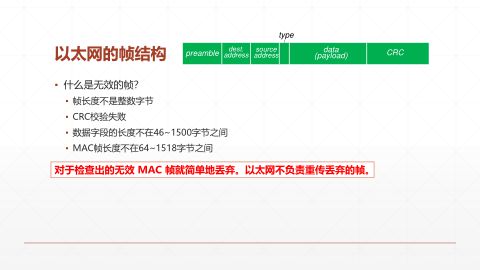 以太网的帧结构
type
preamble
dest. address
source address
data (payload)
CRC
• 什么是无效的帧?
• 帧长度不是整数字节
• CRC校验失败
• 数据字段的长度不在46~1500字节之间
• MAC帧长度不在64~1518字节之间
对于检查出的无效 MAC 帧就简单地丢弃。以太网不负责重传丢弃的帧。